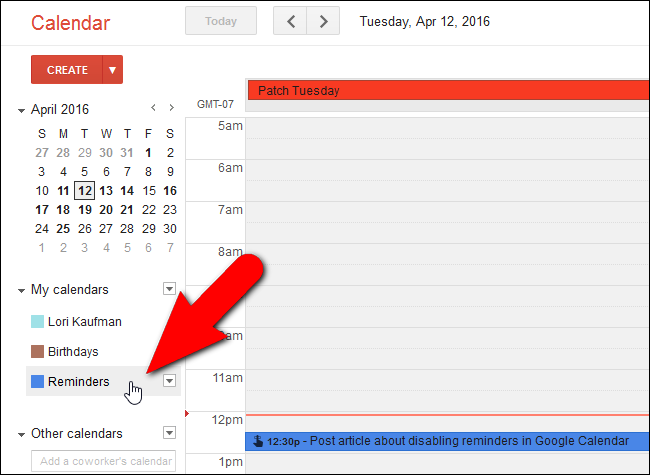 Calendar
Today
Tuesday, Apr 12, 2016
CREATE
April 2016
S M T W T F S
27 28 29 30 31 1 2
3 4 5 6 7 8 9
10 11 12 13 14 15 16
17 18 19 20 21 22 23
24 25 26 27 28 29 30
1 2 3 4 5 6 7
My calendars
Lori Kaufman
Birthdays
Reminders
Other calendars
Add a coworker's calendar
GMT-07
Patch Tuesday
5am
6am
7am
8am
11am
12pm
12:30p - Post article about disabling reminders in Google Calendar
1pm